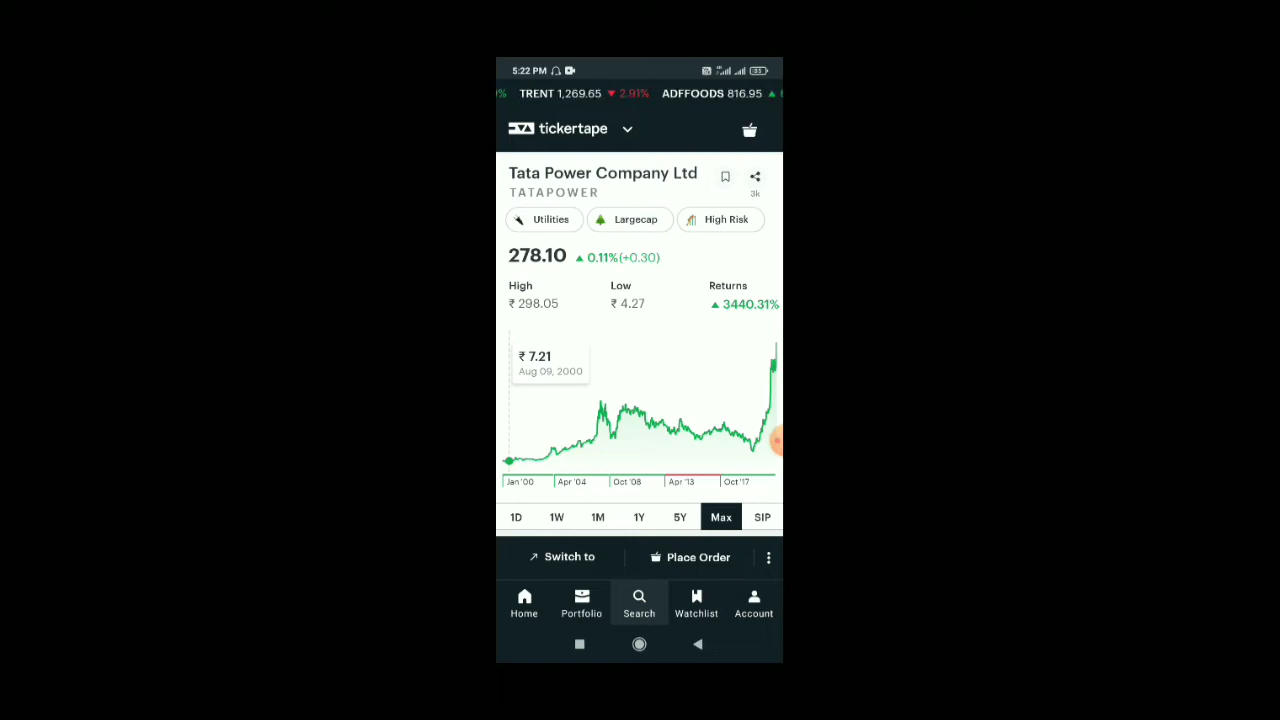 5:22 PM
% TRENT 1,269.65 ▼ 2.91% ADFFOODS 816.95 ▲
tickertape
Tata Power Company Ltd
TATAPOWER
3k
Utilities Largecap High Risk
278.10 ▲ 0.11%(+0.30)
High Low Returns
₹ 298.05 ₹ 4.27 ▲ 3440.31%
₹ 7.21
Aug 09, 2000
Jan '00 Apr '04 Oct '08 Apr '13 Oct '17
1D 1W 1M 1Y 5Y Max SIP
Switch to Place Order
Home Portfolio Search Watchlist Account